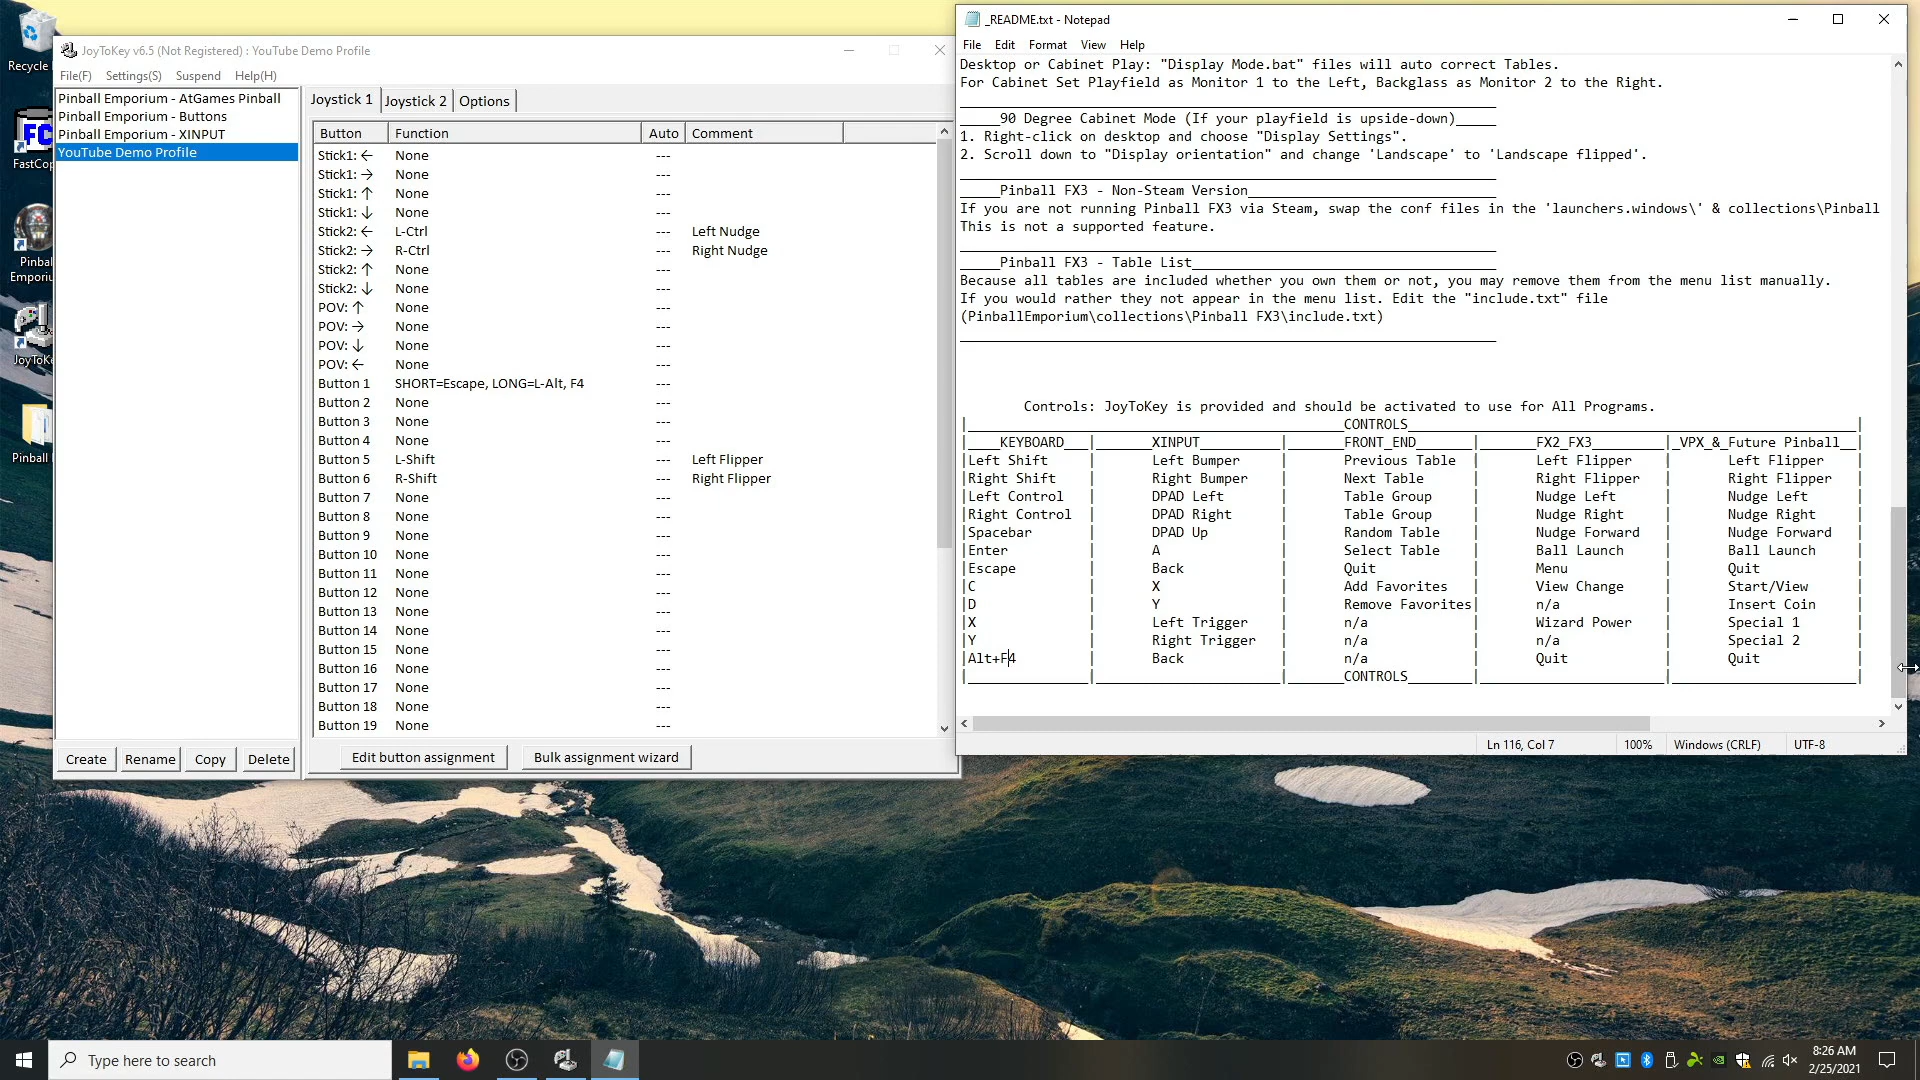 Recycle
FastCop
Pinbal
Emporiu
JoyToKe
Pinball
JoyToKey v6.5 (Not Registered) : YouTube Demo Profile
File(F) Settings(S) Suspend Help(H)
Pinball Emporium - AtGames Pinball
Pinball Emporium - Buttons
Pinball Emporium - XINPUT
YouTube Demo Profile
Create Rename Copy Delete
Joystick 1 Joystick 2 Options
Button Function Auto Comment
Stick1: ← None ---
Stick1: → None ---
Stick1: ↑ None ---
Stick1: ↓ None ---
Stick2: ← L-Ctrl --- Left Nudge
Stick2: → R-Ctrl --- Right Nudge
Stick2: ↑ None ---
Stick2: ↓ None ---
POV: ↑ None ---
POV: → None ---
POV: ↓ None ---
POV: ← None ---
Button 1 SHORT=Escape, LONG=L-Alt, F4 ---
Button 2 None ---
Button 3 None ---
Button 4 None ---
Button 5 L-Shift --- Left Flipper
Button 6 R-Shift --- Right Flipper
Button 7 None ---
Button 8 None ---
Button 9 None ---
Button 10 None ---
Button 11 None ---
Button 12 None ---
Button 13 None ---
Button 14 None ---
Button 15 None ---
Button 16 None ---
Button 17 None ---
Button 18 None ---
Button 19 None ---
Edit button assignment Bulk assignment wizard
_README.txt - Notepad
File Edit Format View Help
Desktop or Cabinet Play: "Display Mode.bat" files will auto correct Tables.
For Cabinet Set Playfield as Monitor 1 to the Left, Backglass as Monitor 2 to the Right.
_____90 Degree Cabinet Mode (If your playfield is upside-down)_____
1. Right-click on desktop and choose "Display Settings".
2. Scroll down to "Display orientation" and change 'Landscape' to 'Landscape flipped'.
_____Pinball FX3 - Non-Steam Version_____
If you are not running Pinball FX3 via Steam, swap the conf files in the 'launchers.windows\' & collections\Pinball
This is not a supported feature.
_____Pinball FX3 - Table List_____
Because all tables are included whether you own them or not, you may remove them from the menu list manually.
If you would rather they not appear in the menu list. Edit the "include.txt" file
(PinballEmporium\collections\Pinball FX3\include.txt)
Controls: JoyToKey is provided and should be activated to use for All Programs.
CONTROLS
|____KEYBOARD___|_______XINPUT__________|_______FRONT_END_______|_______FX2_FX3_________|_VPX_&_Future Pinball__|
|Left Shift | Left Bumper | Previous Table | Left Flipper | Left Flipper |
|Right Shift | Right Bumper | Next Table | Right Flipper | Right Flipper |
|Left Control | DPAD Left | Table Group | Nudge Left | Nudge Left |
|Right Control | DPAD Right | Table Group | Nudge Right | Nudge Right |
|Spacebar | DPAD Up | Random Table | Nudge Forward | Nudge Forward |
|Enter | A | Select Table | Ball Launch | Ball Launch |
|Escape | Back | Quit | Menu | Quit |
|C | X | Add Favorites | View Change | Start/View |
|D | Y | Remove Favorites| n/a | Insert Coin |
|X | Left Trigger | n/a | Wizard Power | Special 1 |
|Y | Right Trigger | n/a | n/a | Special 2 |
|Alt+F4 | Back | n/a | Quit | Quit |
CONTROLS
Ln 116, Col 7 100% Windows (CRLF) UTF-8
Type here to search
8:26 AM
2/25/2021